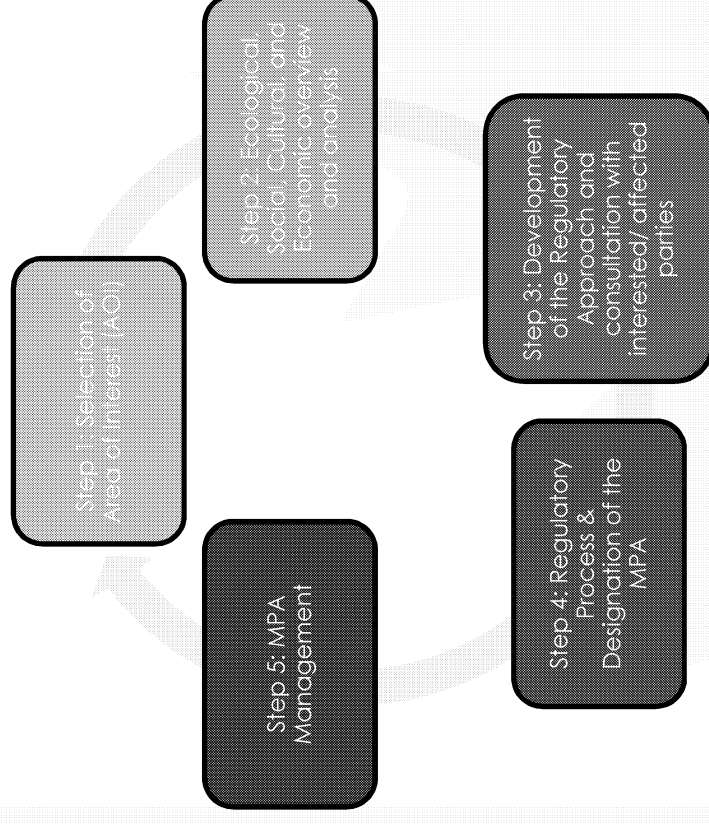 Step 1: Selection of
Area of Interest (AOI)
Step 2: Ecological,
Social, Cultural, and
Economic overview
and analysis
Step 3: Development
of the Regulatory
Approach and
consultation with
interested/ affected
parties
Step 4: Regulatory
Process &
Designation of the
MPA
Step 5: MPA
Management